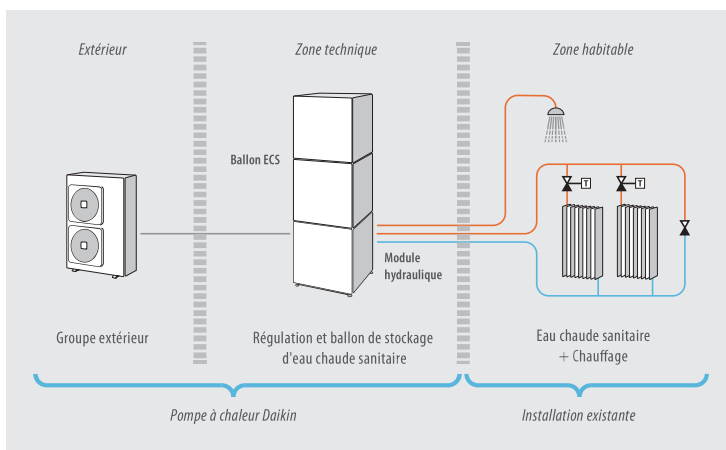 Extérieur
Zone technique
Zone habitable
Ballon ECS
T
T
Module
hydraulique
Groupe extérieur
Régulation et ballon de stockage
d'eau chaude sanitaire
Eau chaude sanitaire
+ Chauffage
Pompe à chaleur Daikin
Installation existante